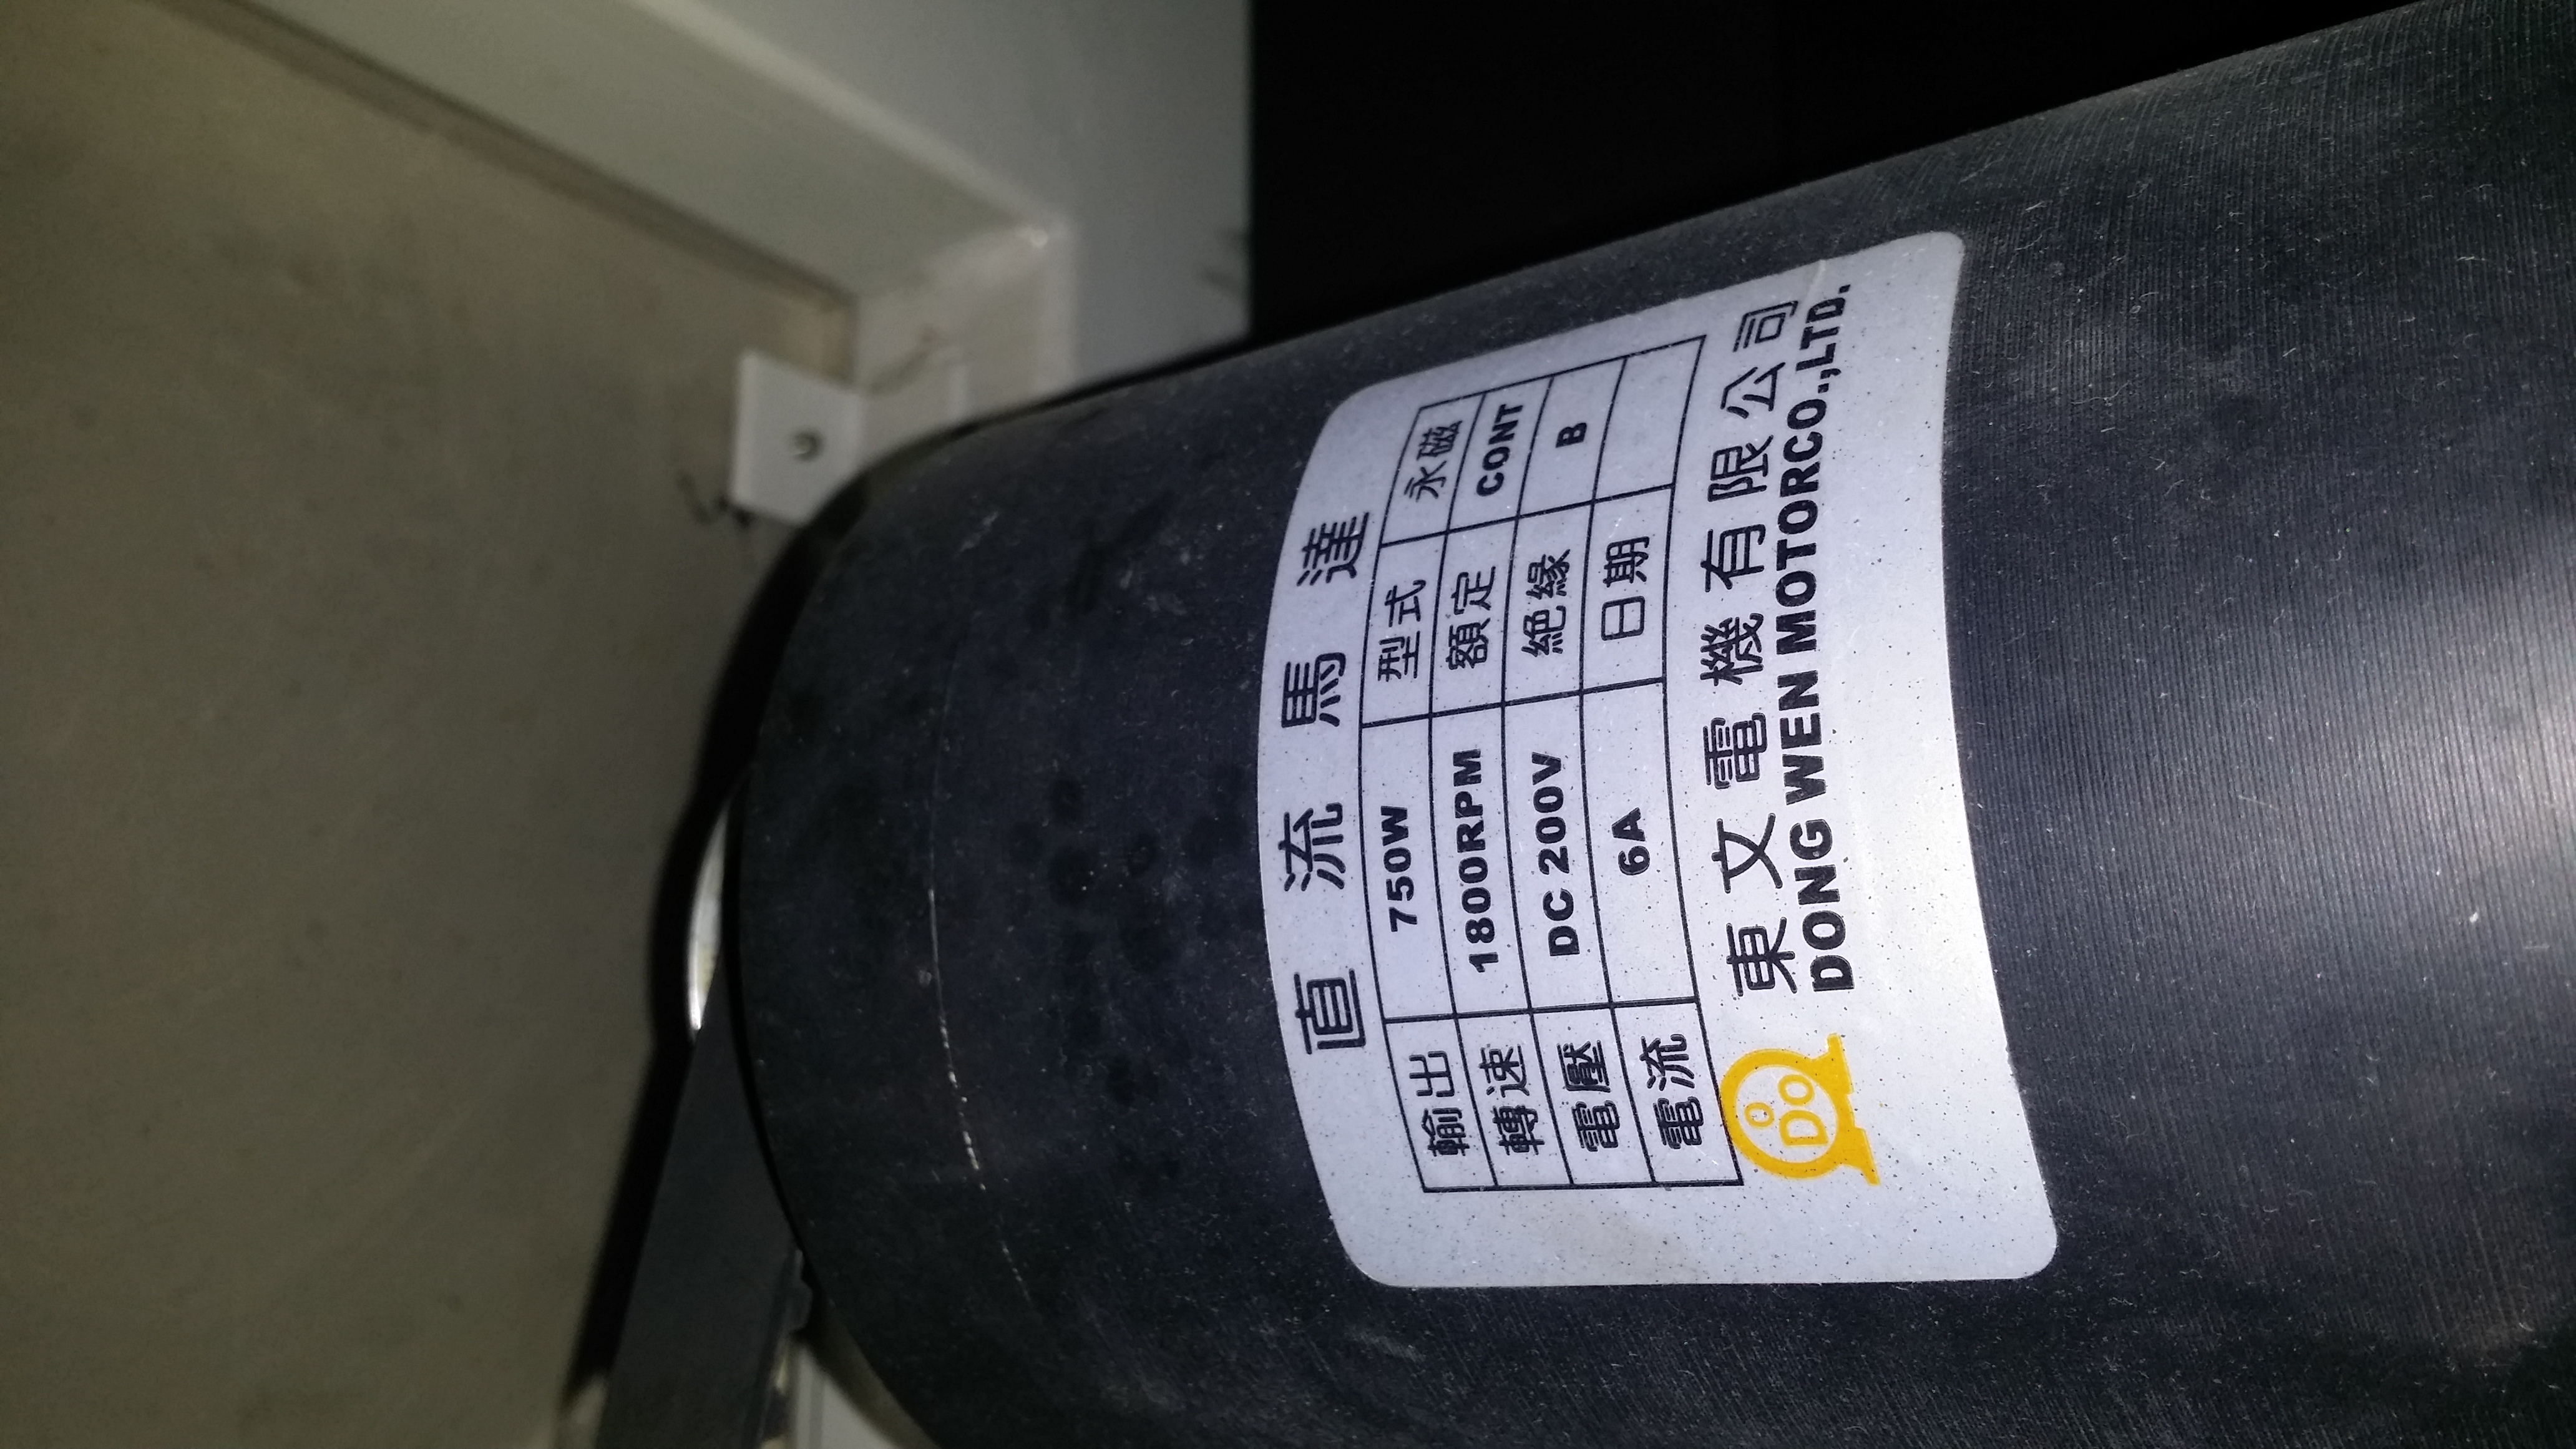 直流馬達
輸出 750W 型式 永磁
轉速 1800RPM 額定 CONT
電壓 DC 200V 絕緣 B
電流 6A 日期
DO
東文電機有限公司
DONG WEN MOTORCO.,LTD.